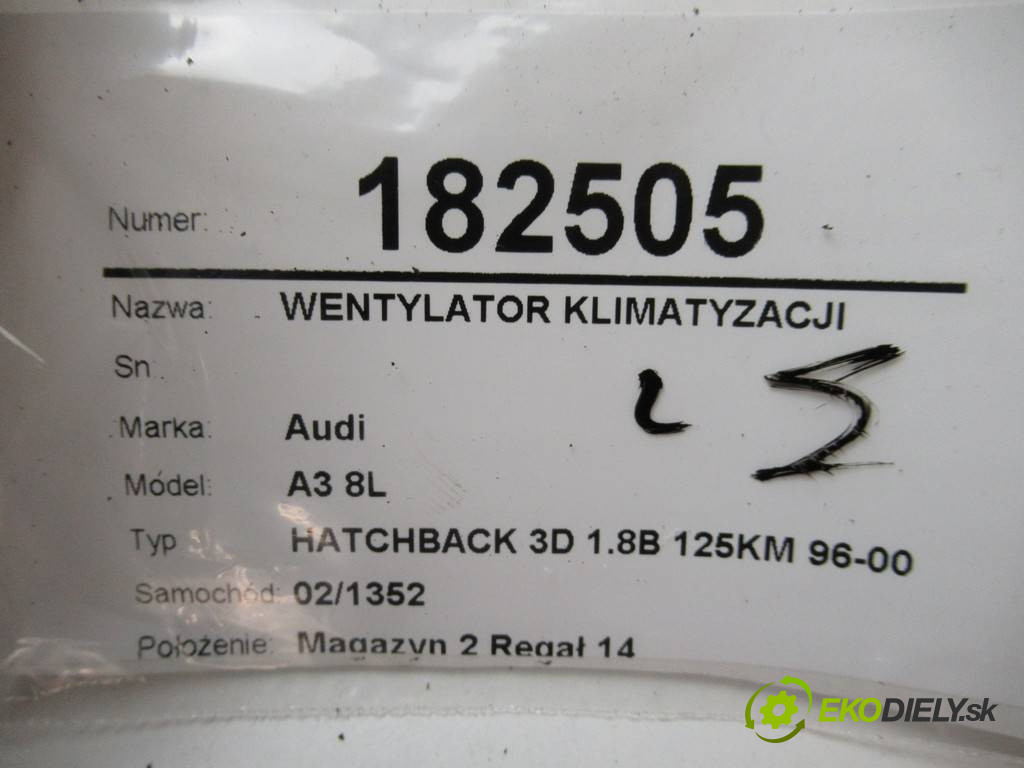 Numer: 182505
Nazwa: WENTYLATOR KLIMATYZACJI
Sn:
Marka: Audi
Módel: A3 8L
Typ HATCHBACK 3D 1.8B 125KM 96-00
Samochód: 02/1352
Położenie: Magazyn 2 Regał 14
EKODIELY.sk